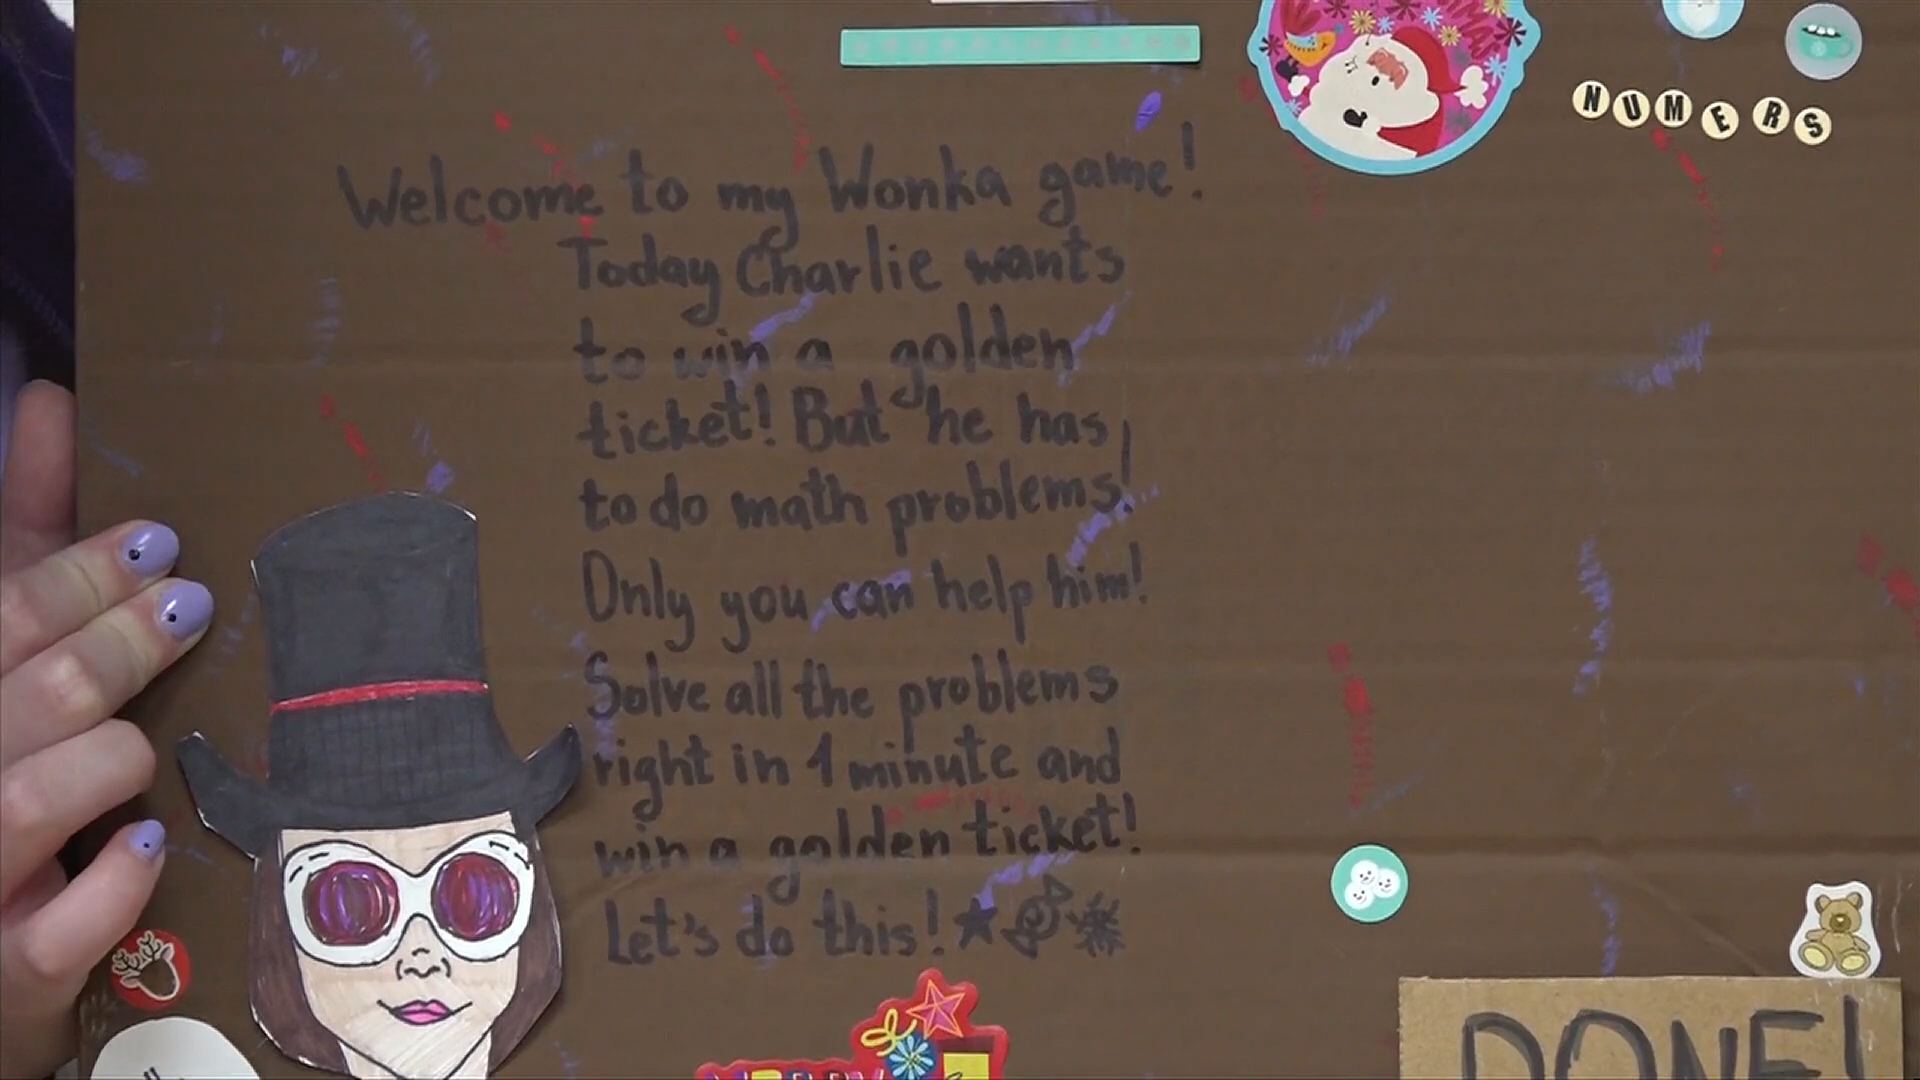 NUMERS
Welcome to my Wonka game!
Today Charlie wants
to win a golden
ticket! But he has
to do math problems!
Only you can help him!
Solve all the problems
right in 1 minute and
win a golden ticket!
Let's do this!
MERRY
DONE!